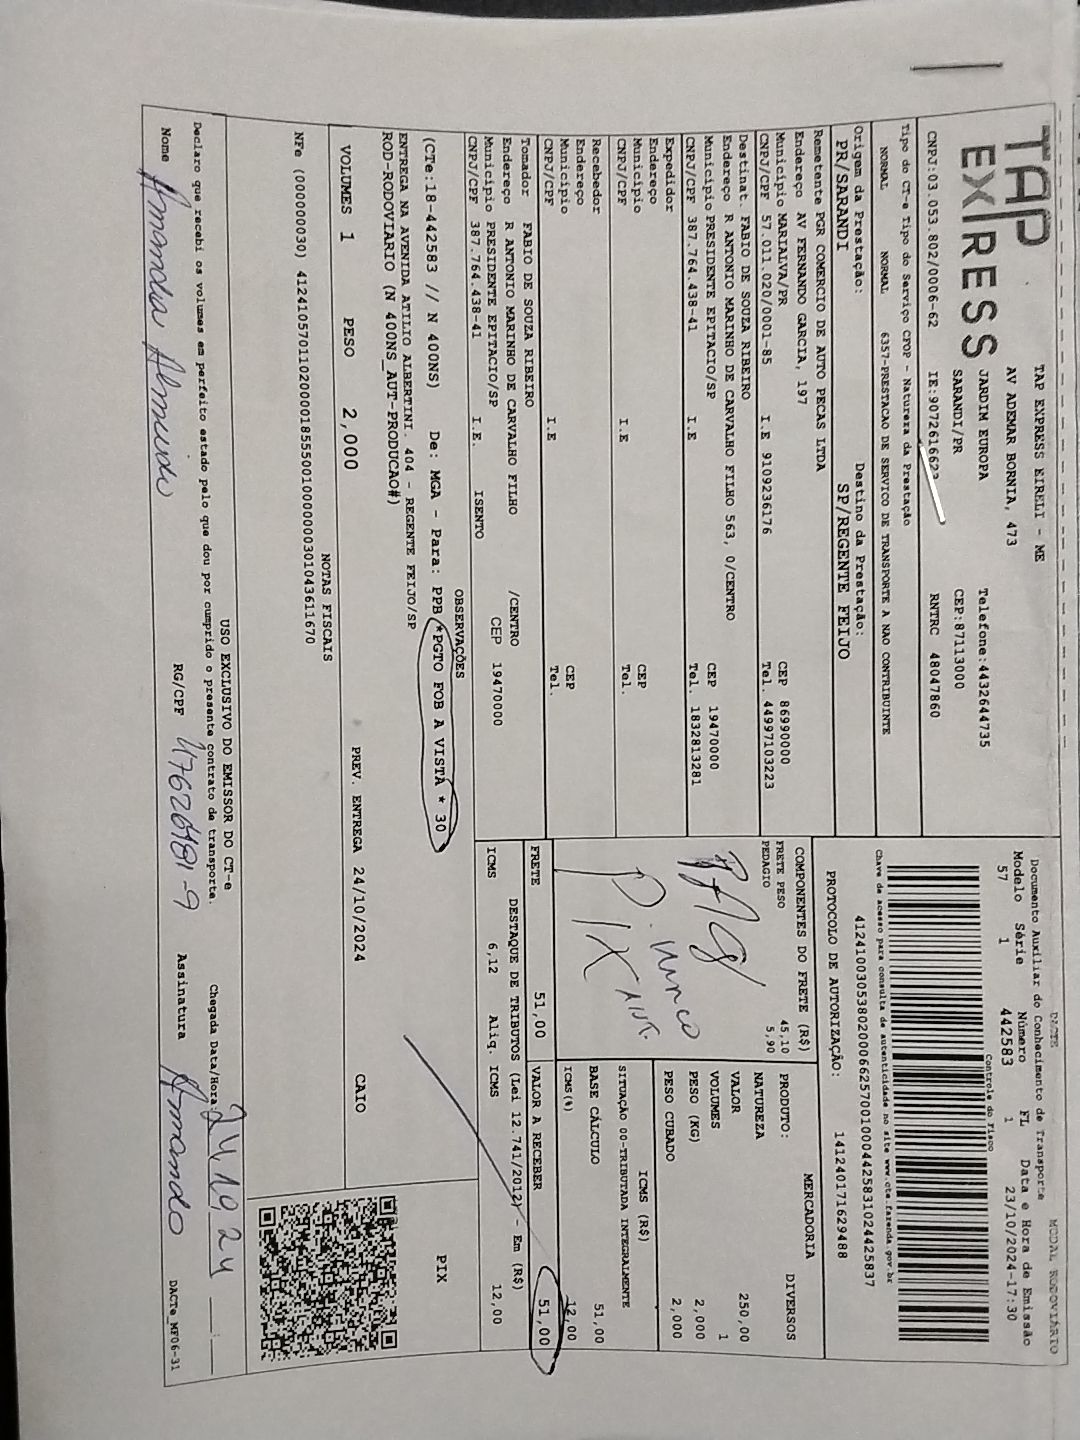 TAP EXPRESS
TAP EXPRESS EIRELI - ME
AV ADEMAR BORNIA, 473
JARDIM EUROPA Telefone:4432644735
SARANDI/PR CEP:87113000
CNPJ:03.053.802/0006-62 IE:9072616622 RNTRC 48047860
DACTE MODAL RODOVIÁRIO
Documento Auxiliar do Conhecimento de Transporte
Modelo Série Número FL Data e Hora de Emissão
57 1 442583 1 23/10/2024-17:30
Controle do Fisco
Chave de acesso para consulta de autenticidade no site www.cte.fazenda.gov.br
41241003053802000662570010004425831024425837
PROTOCOLO DE AUTORIZAÇÃO: 141240171629488
Tipo do CT-e Tipo do Serviço CFOP - Natureza da Prestação
NORMAL NORMAL 6357-PRESTACAO DE SERVICO DE TRANSPORTE A NAO CONTRIBUINTE
Origem da Prestação: Destino da Prestação:
PR/SARANDI SP/REGENTE FEIJO
Remetente PGR COMERCIO DE AUTO PECAS LTDA
Endereço AV FERNANDO GARCIA, 197
Município MARIALVA/PR CEP 86990000
CNPJ/CPF 57.011.020/0001-85 I.E 9109236176 Tel. 44997103223
Destinat. FABIO DE SOUZA RIBEIRO
Endereço R ANTONIO MARINHO DE CARVALHO FILHO 563, 0/CENTRO
Município PRESIDENTE EPITACIO/SP CEP 19470000
CNPJ/CPF 387.764.438-41 I.E Tel. 1832813281
Expedidor
Endereço
Município CEP
CNPJ/CPF I.E Tel.
Recebedor
Endereço
Município CEP
CNPJ/CPF I.E Tel.
Tomador FABIO DE SOUZA RIBEIRO
Endereço R ANTONIO MARINHO DE CARVALHO FILHO /CENTRO
Município PRESIDENTE EPITACIO/SP CEP 19470000
CNPJ/CPF 387.764.438-41 I.E ISENTO
COMPONENTES DO FRETE (R$)
FRETE PESO 45,10
PEDAGIO 5,90
PIX
MERCADORIA
PRODUTO: DIVERSOS
NATUREZA
VALOR 250,00
VOLUMES 1
PESO (KG) 2,000
PESO CUBADO 2,000
ICMS (R$)
SITUAÇÃO 00-TRIBUTADA INTEGRALMENTE
BASE CÁLCULO 51,00
ICMS(%) 12,00
FRETE 51,00 VALOR A RECEBER 51,00
DESTAQUE DE TRIBUTOS (Lei 12.741/2012) - Em (R$)
ICMS 6,12 Aliq. ICMS 12,00
OBSERVAÇÕES
(CTe:18-442583 // N 400NS) De: MGA - Para: PPB *PGTO FOB A VISTA * 30
ENTREGA NA AVENIDA ATILIO ALBERTINI. 404 - REGENTE FEIJO/SP
ROD-RODOVIARIO (N 400NS_AUT-PRODUCAO#)
PIX
VOLUMES 1 PESO 2,000 PREV. ENTREGA 24/10/2024 CAIO
NOTAS FISCAIS
NFe (000000030) 41241057011020000185550010000000301043611670
USO EXCLUSIVO DO EMISSOR DO CT-e
Declaro que recebi os volumes em perfeito estado pelo que dou por cumprido o presente contrato de transporte. Chegada Data/Hora:
Nome RG/CPF 47626181-9 Assinatura Armando
DACTe_MF06-31